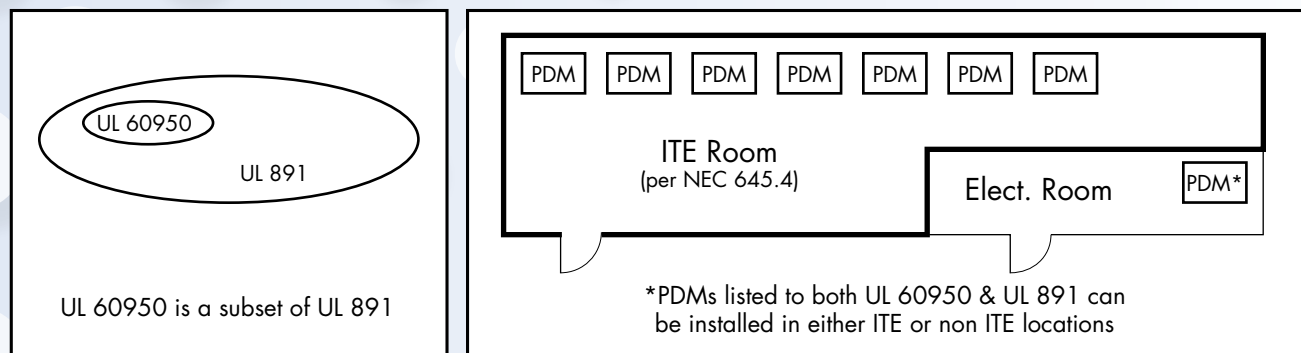 UL 60950
UL 891
UL 60950 is a subset of UL 891
PDM PDM PDM PDM PDM PDM PDM
ITE Room
(per NEC 645.4)
Elect. Room
PDM*
*PDMs listed to both UL 60950 & UL 891 can
be installed in either ITE or non ITE locations